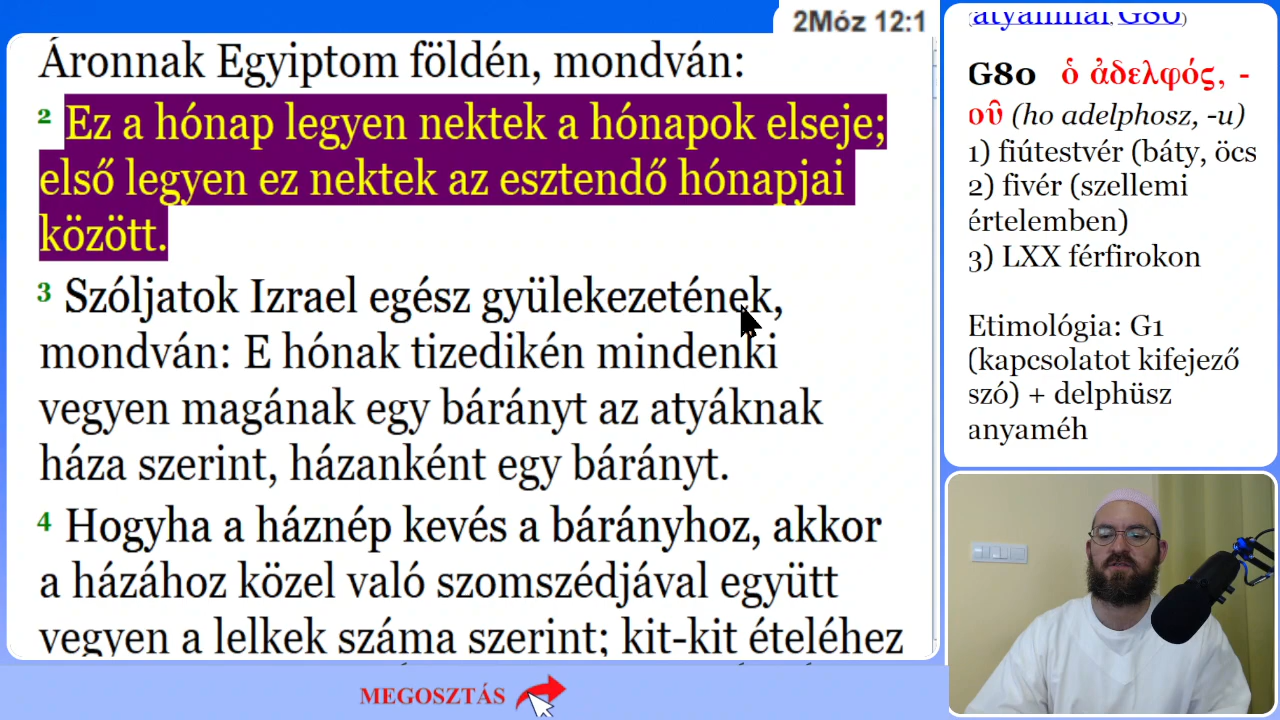 2Móz 12:1
Áronnak Egyiptom földén, mondván:
2 Ez a hónap legyen nektek a hónapok elseje;
első legyen ez nektek az esztendő hónapjai
között.
3 Szóljatok Izrael egész gyülekezetének,
mondván: E hónak tizedikén mindenki
vegyen magának egy bárányt az atyáknak
háza szerint, házanként egy bárányt.
4 Hogyha a háznép kevés a bárányhoz, akkor
a házához közel való szomszédjával együtt
vegyen a lelkek száma szerint; kit-kit ételéhez
MEGOSZTÁS
G80)
G80 ὁ ἀδελφός, -
οῦ (ho adelphosz, -u)
1) fiútestvér (báty, öcs
2) fivér (szellemi
értelemben)
3) LXX férfirokon
Etimológia: G1
(kapcsolatot kifejező
szó) + delphüsz
anyaméh